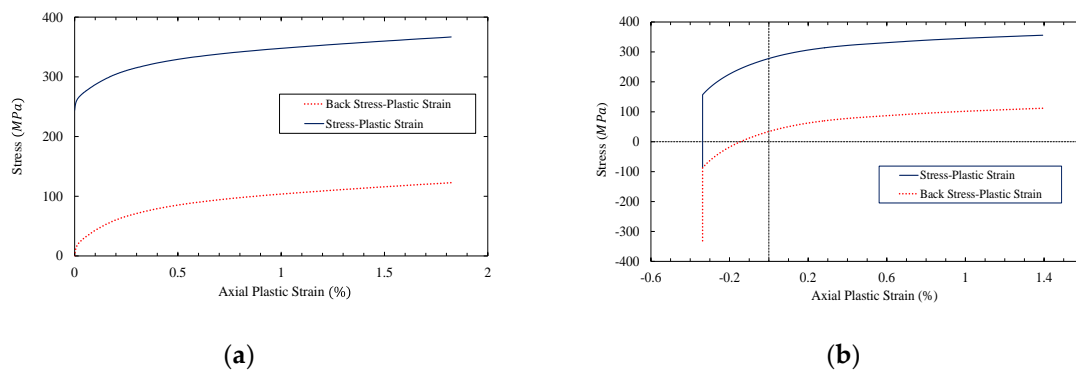 400
300
200
100
0
Stress (MPa)
Back Stress-Plastic Strain
Stress-Plastic Strain
0
0.5
1
1.5
2
Axial Plastic Strain (%)
(a)
400
300
200
100
0
-100
-200
-300
-400
Stress (MPa)
Stress-Plastic Strain
Back Stress-Plastic Strain
-0.6
-0.2
0.2
0.6
1
1.4
Axial Plastic Strain (%)
(b)